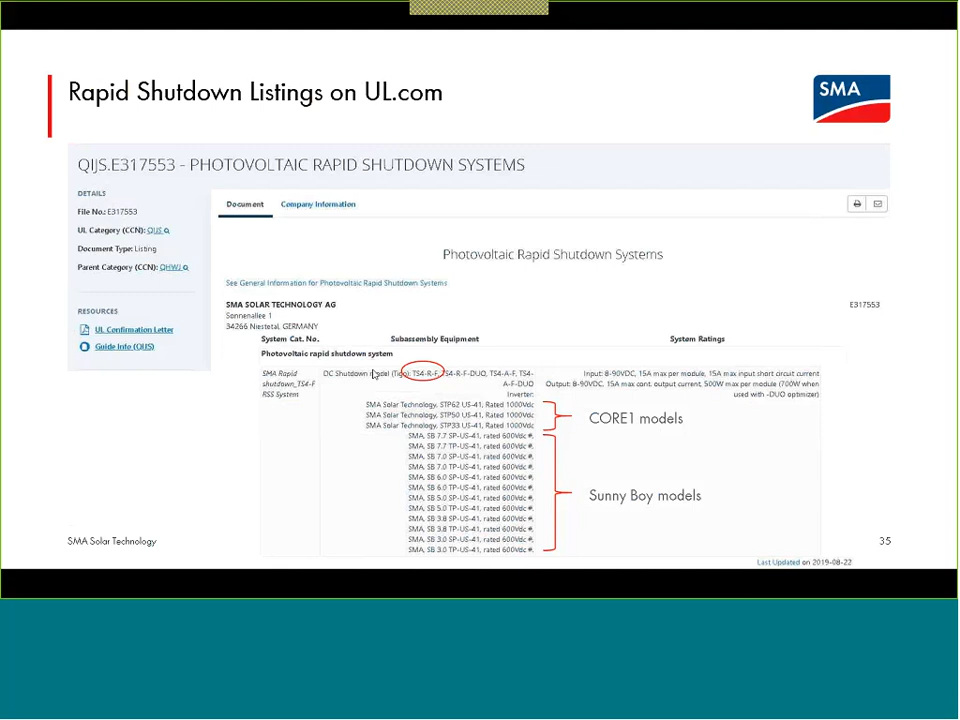 Rapid Shutdown Listings on UL.com
SMA
QIJS.E317553 - PHOTOVOLTAIC RAPID SHUTDOWN SYSTEMS
DETAILS
File No.: E317553
UL Category (CCN): QIJS
Document Type: Listing
Parent Category (CCN): QHWJ
RESOURCES
UL Confirmation Letter
Guide Info (QIJS)
Document Company Information
Photovoltaic Rapid Shutdown Systems
See General Information for Photovoltaic Rapid Shutdown Systems
SMA SOLAR TECHNOLOGY AG E317553
Sonnenallee 1
34266 Niestetal, GERMANY
System Cat. No. Subassembly Equipment System Ratings
Photovoltaic rapid shutdown system
SMA Rapid DC Shutdown model (Tigo), TS4-R-F, TS4-R-F-DUO, TS4-A-F, TS4- Input: 8-90VDC, 15A max per module, 15A max input short circuit current
shutdown_TS4-F A-F-DUO Output: 8-90VDC, 15A max cont. output current, 500W max per module (700W when
RSS System Inverter: used with -DUO optimizer)
SMA Solar Technology, STP62 US-41, Rated 1000Vdc
SMA Solar Technology, STP50 US-41, Rated 1000Vdc
SMA Solar Technology, STP33 US-41, Rated 1000Vdc
CORE1 models
SMA, SB 7.7 SP-US-41, rated 600Vdc #,
SMA, SB 7.7 TP-US-41, rated 600Vdc #,
SMA, SB 7.0 SP-US-41, rated 600Vdc #,
SMA, SB 7.0 TP-US-41, rated 600Vdc #,
SMA, SB 6.0 SP-US-41, rated 600Vdc #,
SMA, SB 6.0 TP-US-41, rated 600Vdc #,
SMA, SB 5.0 SP-US-41, rated 600Vdc #,
SMA, SB 5.0 TP-US-41, rated 600Vdc #,
SMA, SB 3.8 SP-US-41, rated 600Vdc #,
SMA, SB 3.8 TP-US-41, rated 600Vdc #,
SMA, SB 3.0 SP-US-41, rated 600Vdc #,
SMA, SB 3.0 TP-US-41, rated 600Vdc #,
Sunny Boy models
SMA Solar Technology 35
Last Updated on 2019-08-22